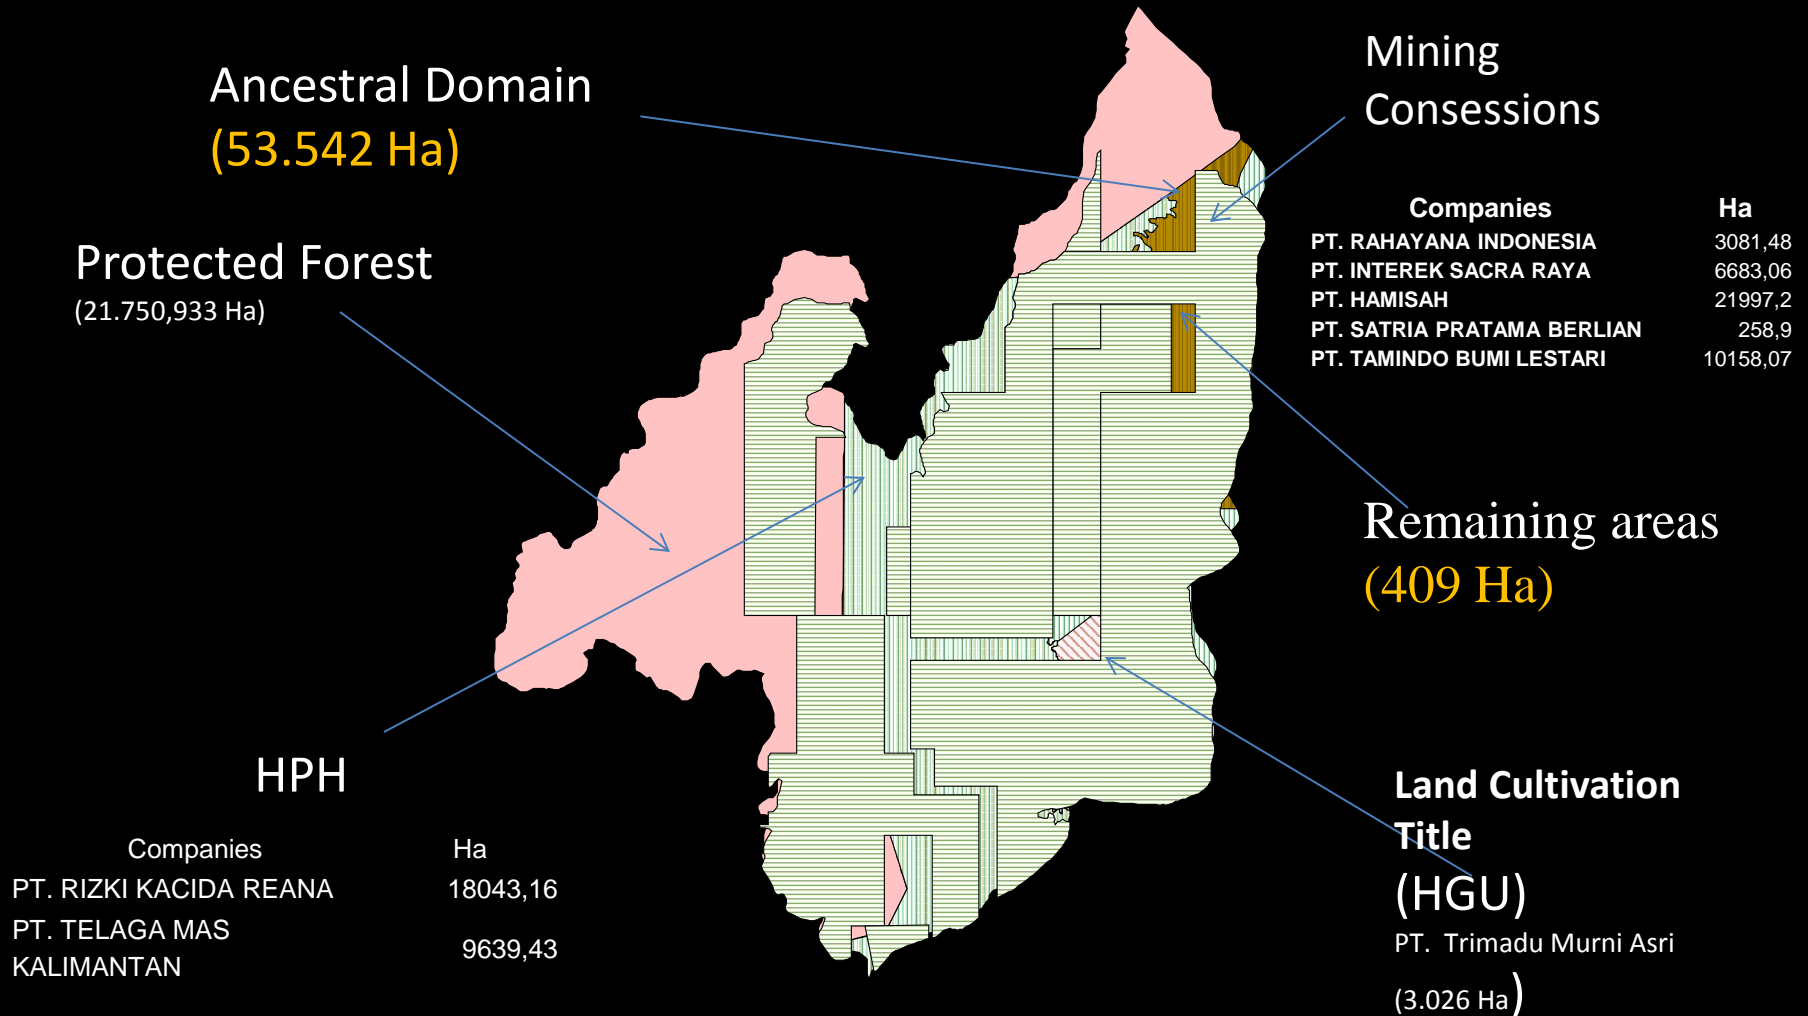 Ancestral Domain
(53.542 Ha)
Protected Forest
(21.750,933 Ha)
Mining
Consessions
Companies Ha
PT. RAHAYANA INDONESIA 3081,48
PT. INTEREK SACRA RAYA 6683,06
PT. HAMISAH 21997,2
PT. SATRIA PRATAMA BERLIAN 258,9
PT. TAMINDO BUMI LESTARI 10158,07
Remaining areas
(409 Ha)
HPH
Companies Ha
PT. RIZKI KACIDA REANA 18043,16
PT. TELAGA MAS
KALIMANTAN 9639,43
Land Cultivation
Title
(HGU)
PT. Trimadu Murni Asri
(3.026 Ha)